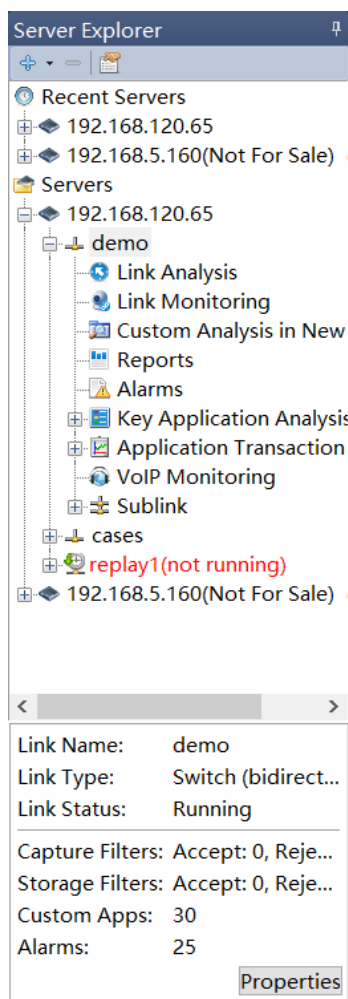 Server Explorer
Recent Servers
192.168.120.65
192.168.5.160(Not For Sale)
Servers
192.168.120.65
demo
Link Analysis
Link Monitoring
Custom Analysis in New
Reports
Alarms
Key Application Analysis
Application Transaction
VoIP Monitoring
Sublink
cases
replay1(not running)
192.168.5.160(Not For Sale)
Link Name: demo
Link Type: Switch (bidirect...
Link Status: Running
Capture Filters: Accept: 0, Reje...
Storage Filters: Accept: 0, Reje...
Custom Apps: 30
Alarms: 25
Properties